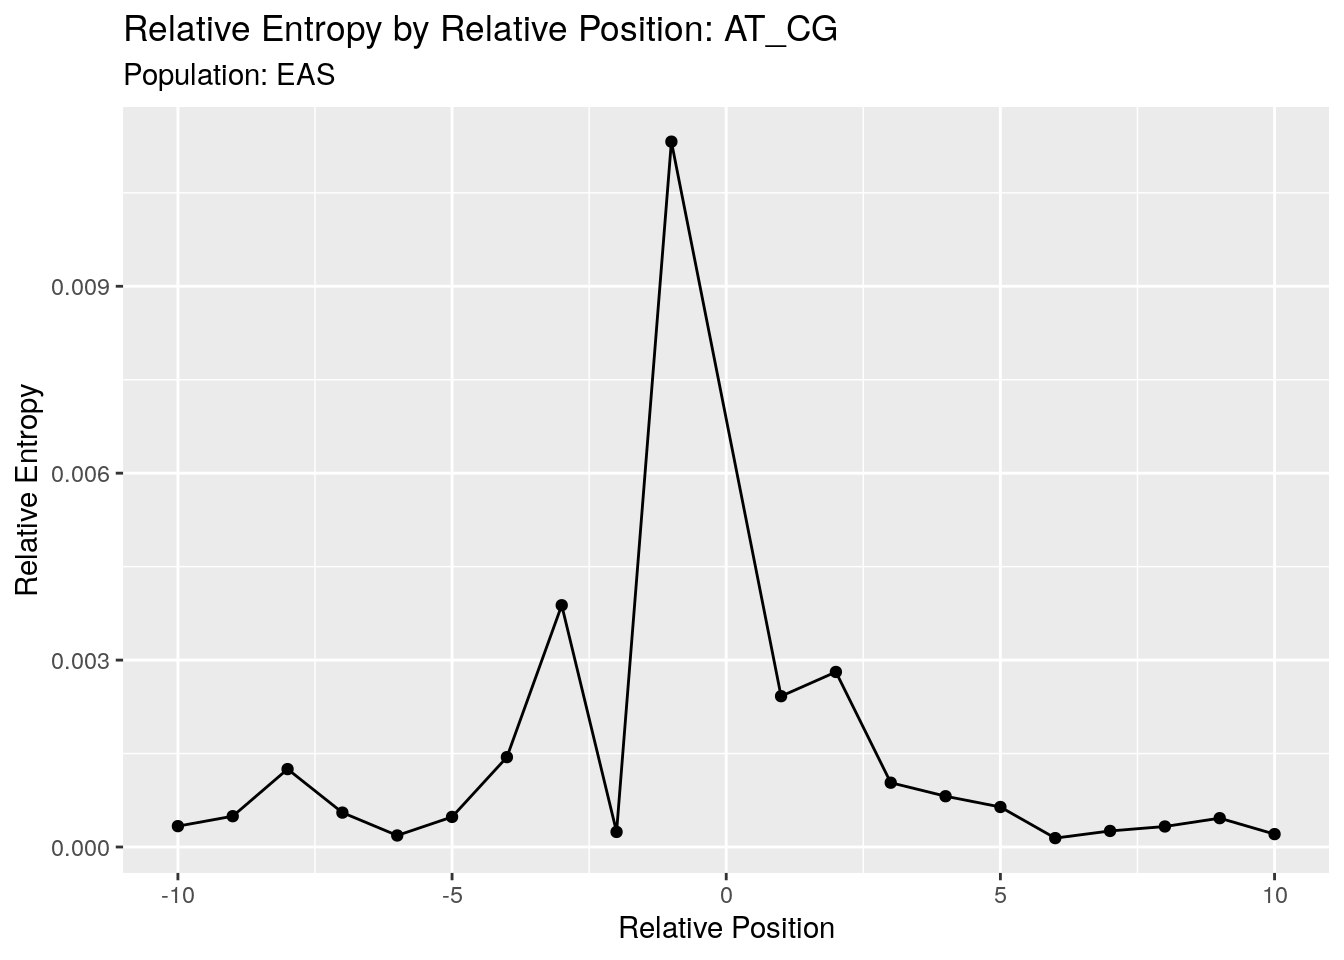 Relative Entropy by Relative Position: AT_CG
Population: EAS
Relative Entropy
0.009
0.006
0.003
0.000
-10 -5 0 5 10
Relative Position